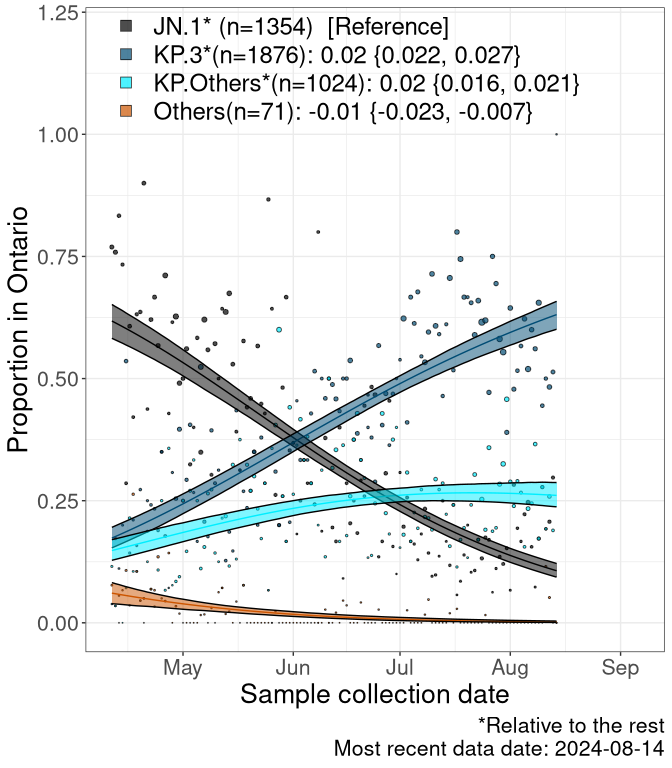 JN.1* (n=1354)  [Reference]
KP.3*(n=1876): 0.02 {0.022, 0.027}
KP.Others*(n=1024): 0.02 {0.016, 0.021}
Others(n=71): -0.01 {-0.023, -0.007}
1.25
1.00
0.75
0.50
0.25
0.00
Proportion in Ontario
May Jun Jul Aug Sep
Sample collection date
*Relative to the rest
Most recent data date: 2024-08-14